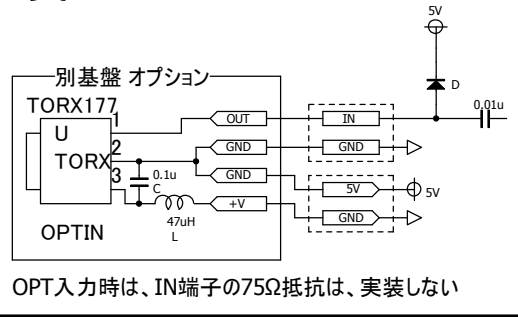 5V
別基盤 オプション
D
TORX177
0.01u
1
OUT
IN
U
2
GND
GND
TORX
3
0.1u
C
GND
5V
5V
+V
GND
47uH
L
OPTIN
OPT入力時は、IN端子の75Ω抵抗は、実装しない